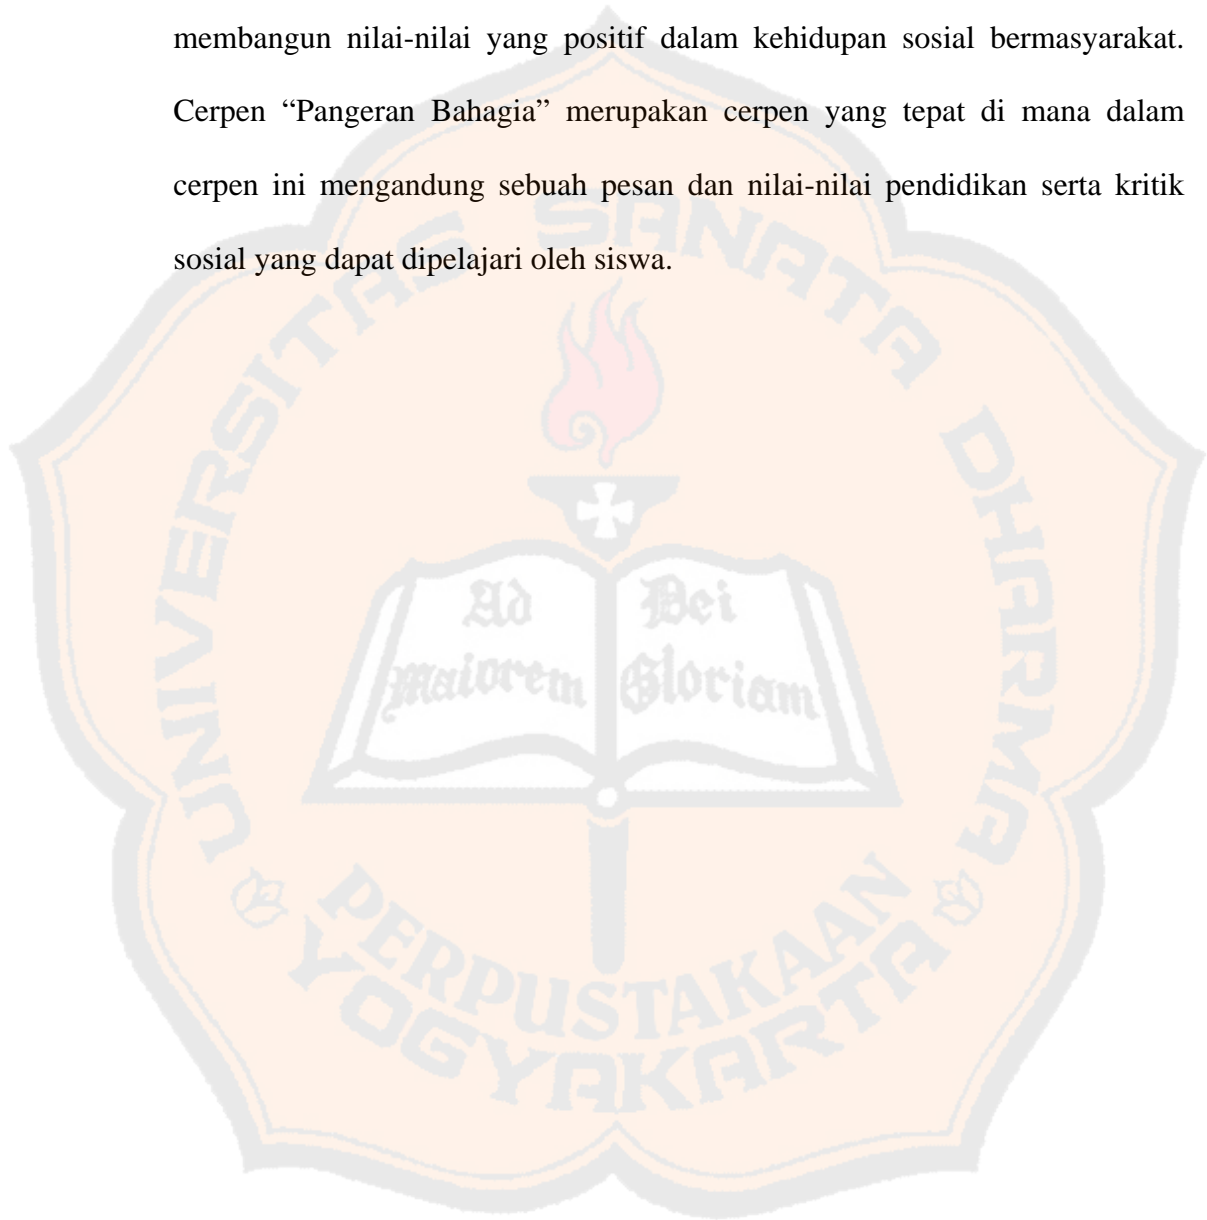 membangun nilai-nilai yang positif dalam kehidupan sosial bermasyarakat.
Cerpen “Pangeran Bahagia” merupakan cerpen yang tepat di mana dalam
cerpen ini mengandung sebuah pesan dan nilai-nilai pendidikan serta kritik
sosial yang dapat dipelajari oleh siswa.
UNIVERSITAS SANATA DHARMA
Ad
maiorem
Dei
Gloriam
PERPUSTAKAAN
YOGYAKARTA